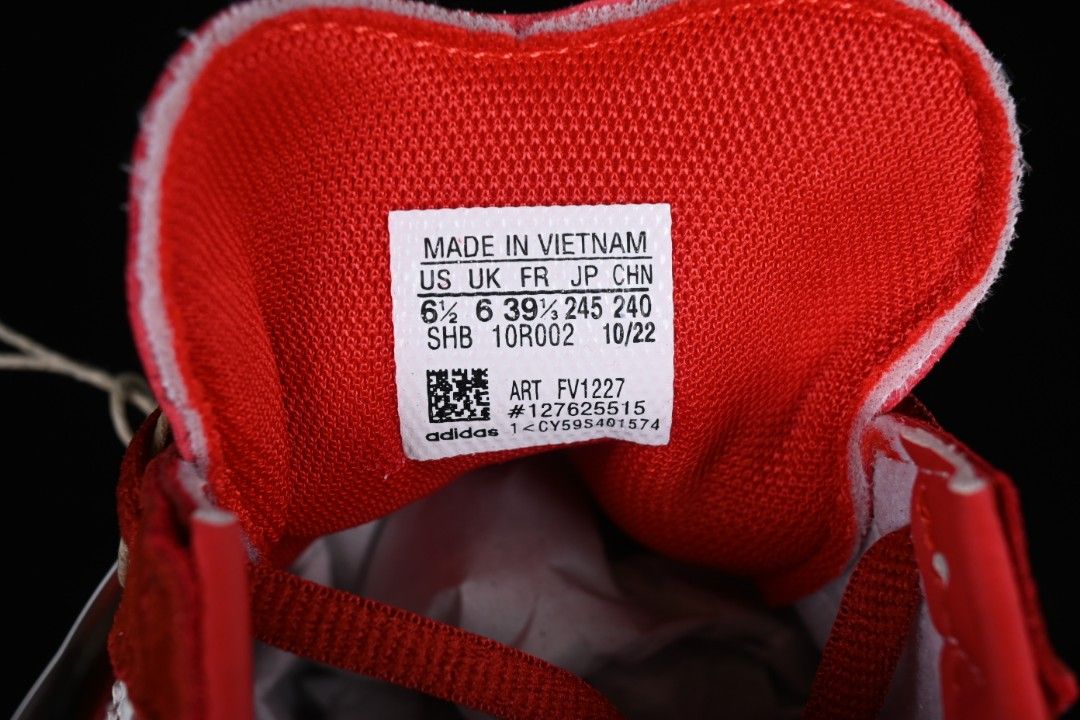 MADE IN VIETNAM
US UK FR JP CHN
6½ 6 39⅓ 245 240
SHB 10R002 10/22
ART FV1227
#127625515
adidas 1<CY59S401574